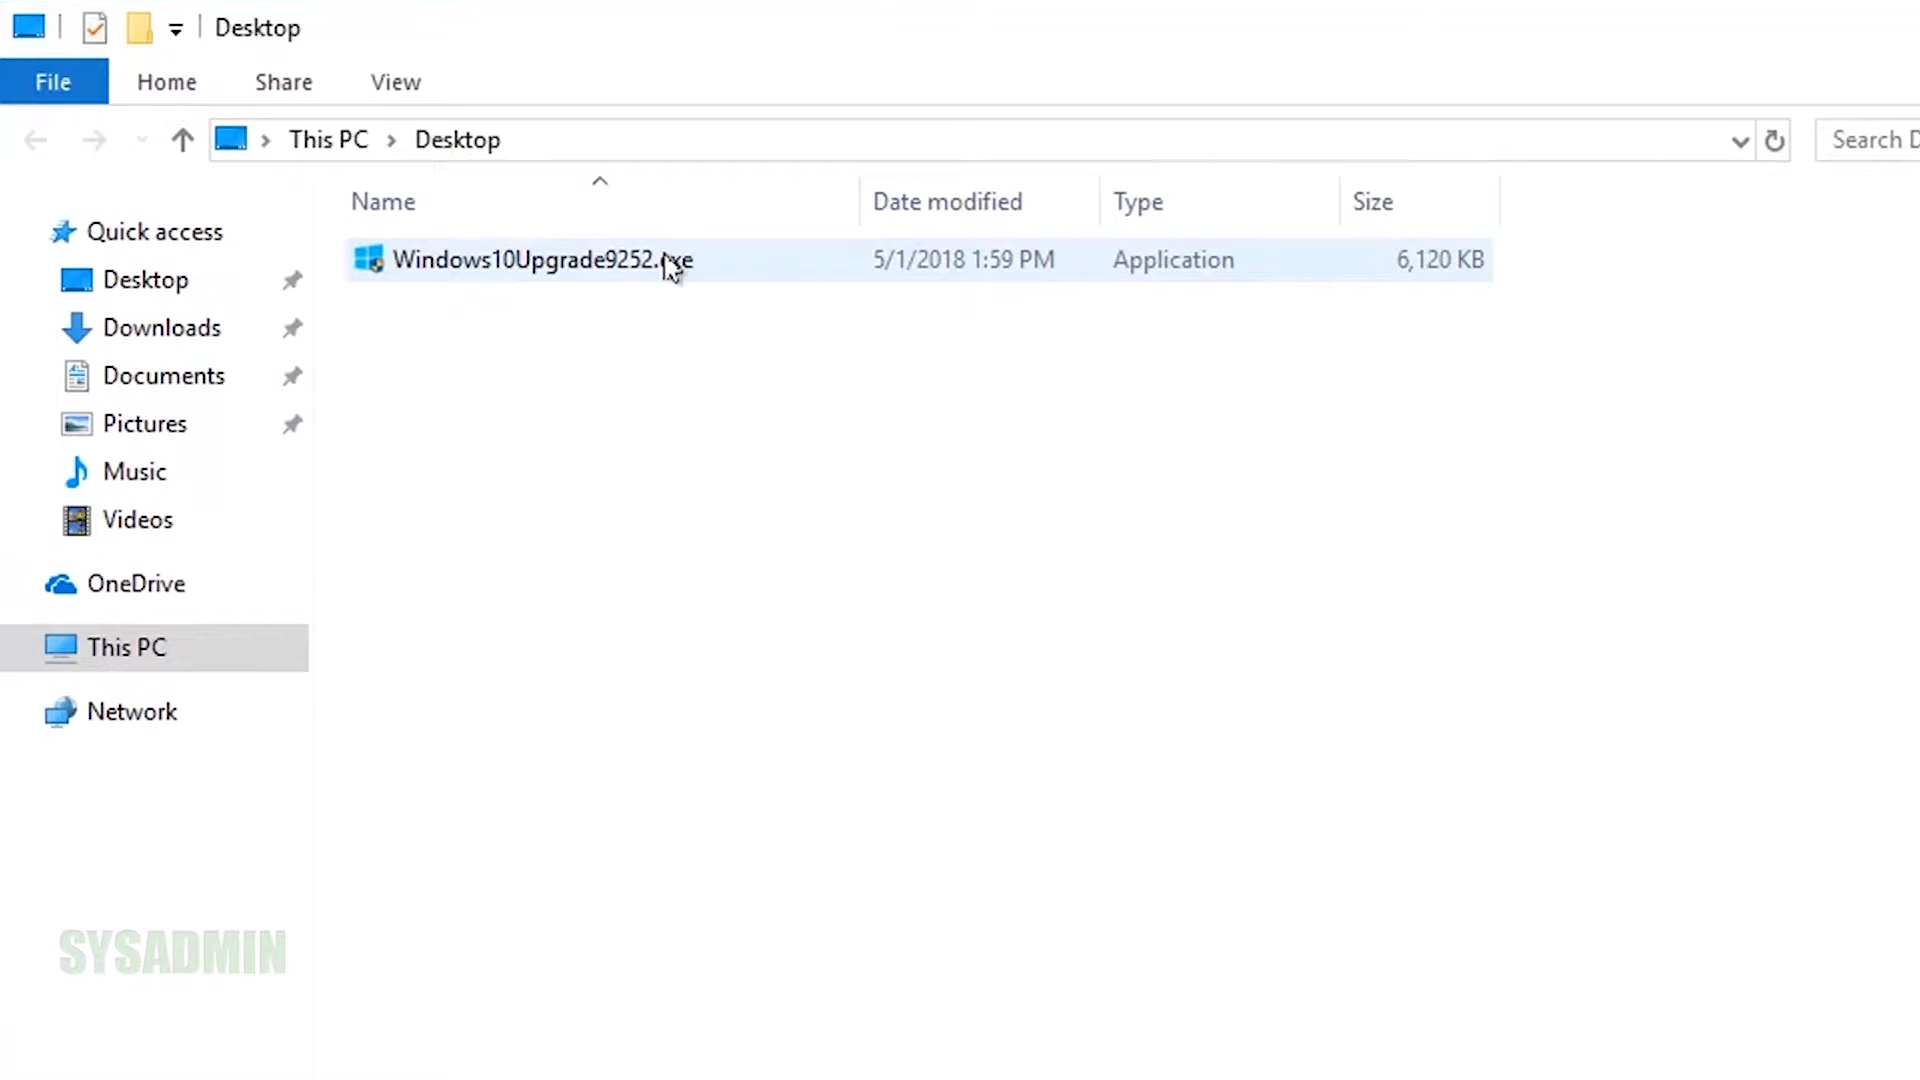 Desktop
File Home Share View
This PC Desktop
Search D
Name Date modified Type Size
Windows10Upgrade9252.exe 5/1/2018 1:59 PM Application 6,120 KB
Quick access
Desktop
Downloads
Documents
Pictures
Music
Videos
OneDrive
This PC
Network
SYSADMIN